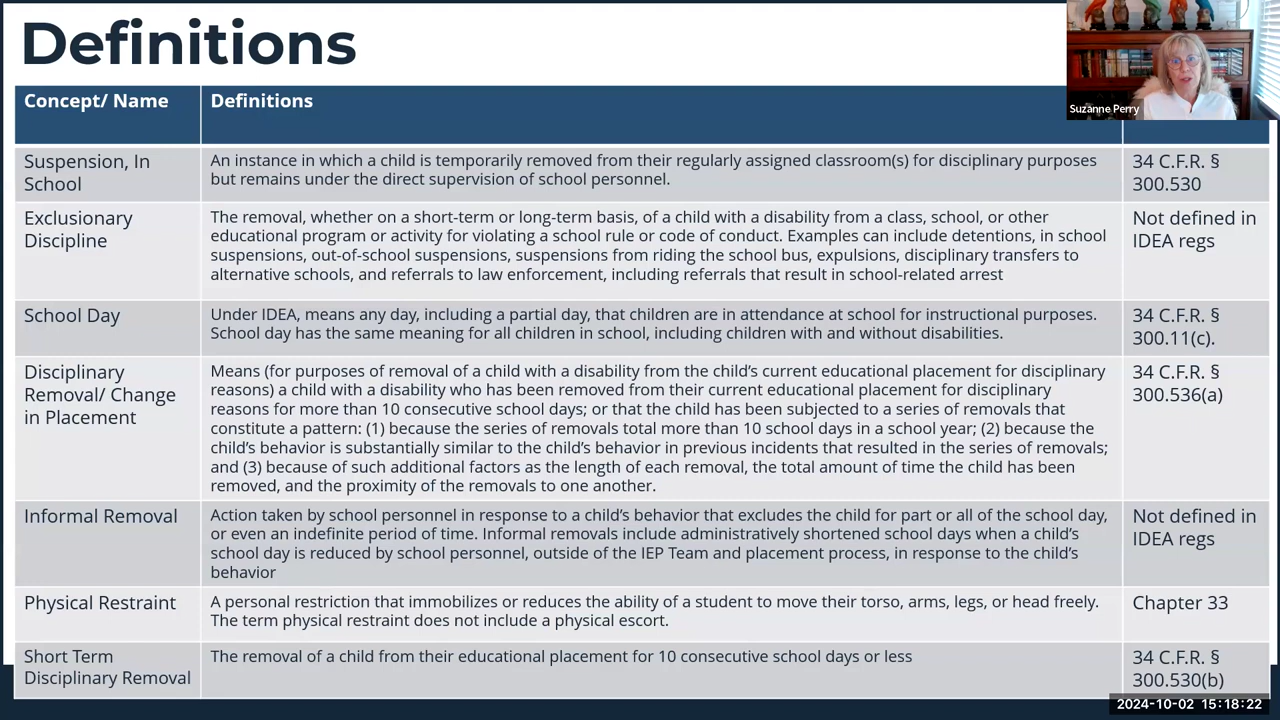 Definitions
Suzanne Perry
Concept/ Name
Definitions
Suspension, In
School
An instance in which a child is temporarily removed from their regularly assigned classroom(s) for disciplinary purposes
but remains under the direct supervision of school personnel.
34 C.F.R. §
300.530
Exclusionary
Discipline
The removal, whether on a short-term or long-term basis, of a child with a disability from a class, school, or other
educational program or activity for violating a school rule or code of conduct. Examples can include detentions, in school
suspensions, out-of-school suspensions, suspensions from riding the school bus, expulsions, disciplinary transfers to
alternative schools, and referrals to law enforcement, including referrals that result in school-related arrest
Not defined in
IDEA regs
School Day
Under IDEA, means any day, including a partial day, that children are in attendance at school for instructional purposes.
School day has the same meaning for all children in school, including children with and without disabilities.
34 C.F.R. §
300.11(c).
Disciplinary
Removal/ Change
in Placement
Means (for purposes of removal of a child with a disability from the child’s current educational placement for disciplinary
reasons) a child with a disability who has been removed from their current educational placement for disciplinary
reasons for more than 10 consecutive school days; or that the child has been subjected to a series of removals that
constitute a pattern: (1) because the series of removals total more than 10 school days in a school year; (2) because the
child’s behavior is substantially similar to the child’s behavior in previous incidents that resulted in the series of removals;
and (3) because of such additional factors as the length of each removal, the total amount of time the child has been
removed, and the proximity of the removals to one another.
34 C.F.R. §
300.536(a)
Informal Removal
Action taken by school personnel in response to a child’s behavior that excludes the child for part or all of the school day,
or even an indefinite period of time. Informal removals include administratively shortened school days when a child’s
school day is reduced by school personnel, outside of the IEP Team and placement process, in response to the child’s
behavior
Not defined in
IDEA regs
Physical Restraint
A personal restriction that immobilizes or reduces the ability of a student to move their torso, arms, legs, or head freely.
The term physical restraint does not include a physical escort.
Chapter 33
Short Term
Disciplinary Removal
The removal of a child from their educational placement for 10 consecutive school days or less
34 C.F.R. §
300.530(b)
2024-10-02 15:18:22